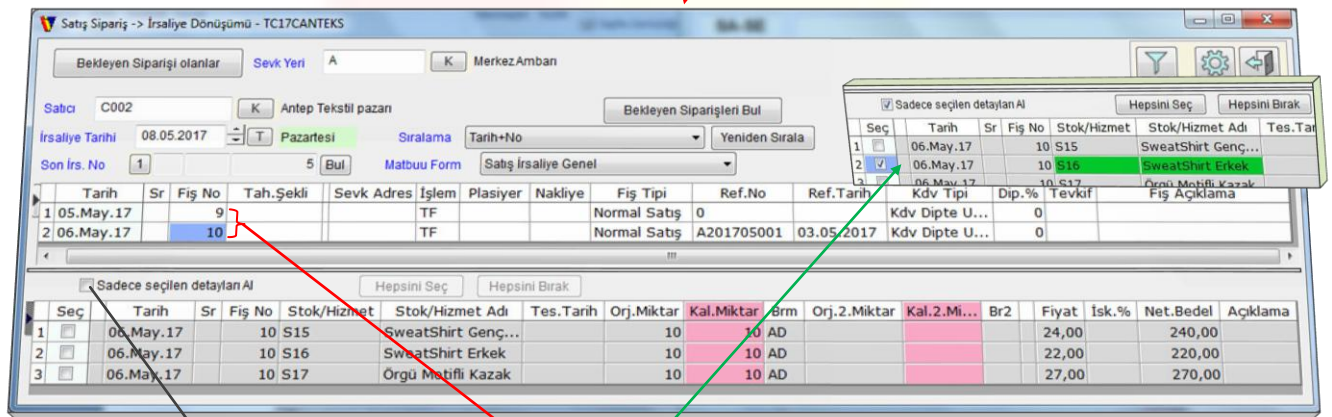 Satış Sipariş -> İrsaliye Dönüşümü - TC17CANTEKS
Bekleyen Siparişi olanlar Sevk Yeri A K Merkez Ambarı
Satıcı C002 K Antep Tekstil pazarı Bekleyen Siparişleri Bul
İrsaliye Tarihi 08.05.2017 T Pazartesi Sıralama Tarih+No Yeniden Sırala
Son İrs. No 1 5 Bul Matbuu Form Satış İrsaliye Genel
Sadece seçilen detayları Al Hepsini Seç Hepsini Bırak
Seç Tarih Sr Fiş No Stok/Hizmet Stok/Hizmet Adı Tes.Tar
1 06.May.17 10 S15 SweatShirt Genç...
2 06.May.17 10 S16 SweatShirt Erkek
3 06.May.17 10 S17 Örgü Motifli Kazak
Tarih Sr Fiş No Tah.Şekli Sevk Adres İşlem Plasiyer Nakliye Fiş Tipi Ref.No Ref.Tarih Kdv Tipi Dip.% Tevkif Fiş Açıklama
1 05.May.17 9 TF Normal Satış 0 Kdv Dipte U... 0
2 06.May.17 10 TF Normal Satış A201705001 03.05.2017 Kdv Dipte U... 0
Sadece seçilen detayları Al Hepsini Seç Hepsini Bırak
Seç Tarih Sr Fiş No Stok/Hizmet Stok/Hizmet Adı Tes.Tarih Orj.Miktar Kal.Miktar Brm Orj.2.Miktar Kal.2.Mi... Br2 Fiyat İsk.% Net.Bedel Açıklama
1 06.May.17 10 S15 SweatShirt Genç... 10 10 AD 24,00 240,00
2 06.May.17 10 S16 SweatShirt Erkek 10 10 AD 22,00 220,00
3 06.May.17 10 S17 Örgü Motifli Kazak 10 10 AD 27,00 270,00